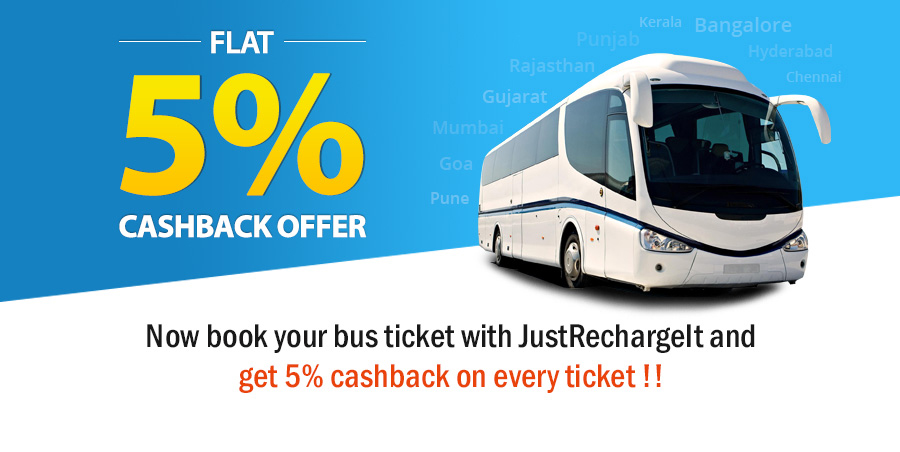 FLAT
5%
CASHBACK OFFER
Kerala
Bangalore
Punjab
Hyderabad
Rajasthan
Chennai
Gujarat
Mumbai
Goa
Pune
Now book your bus ticket with JustRechargeIt and
get 5% cashback on every ticket !!